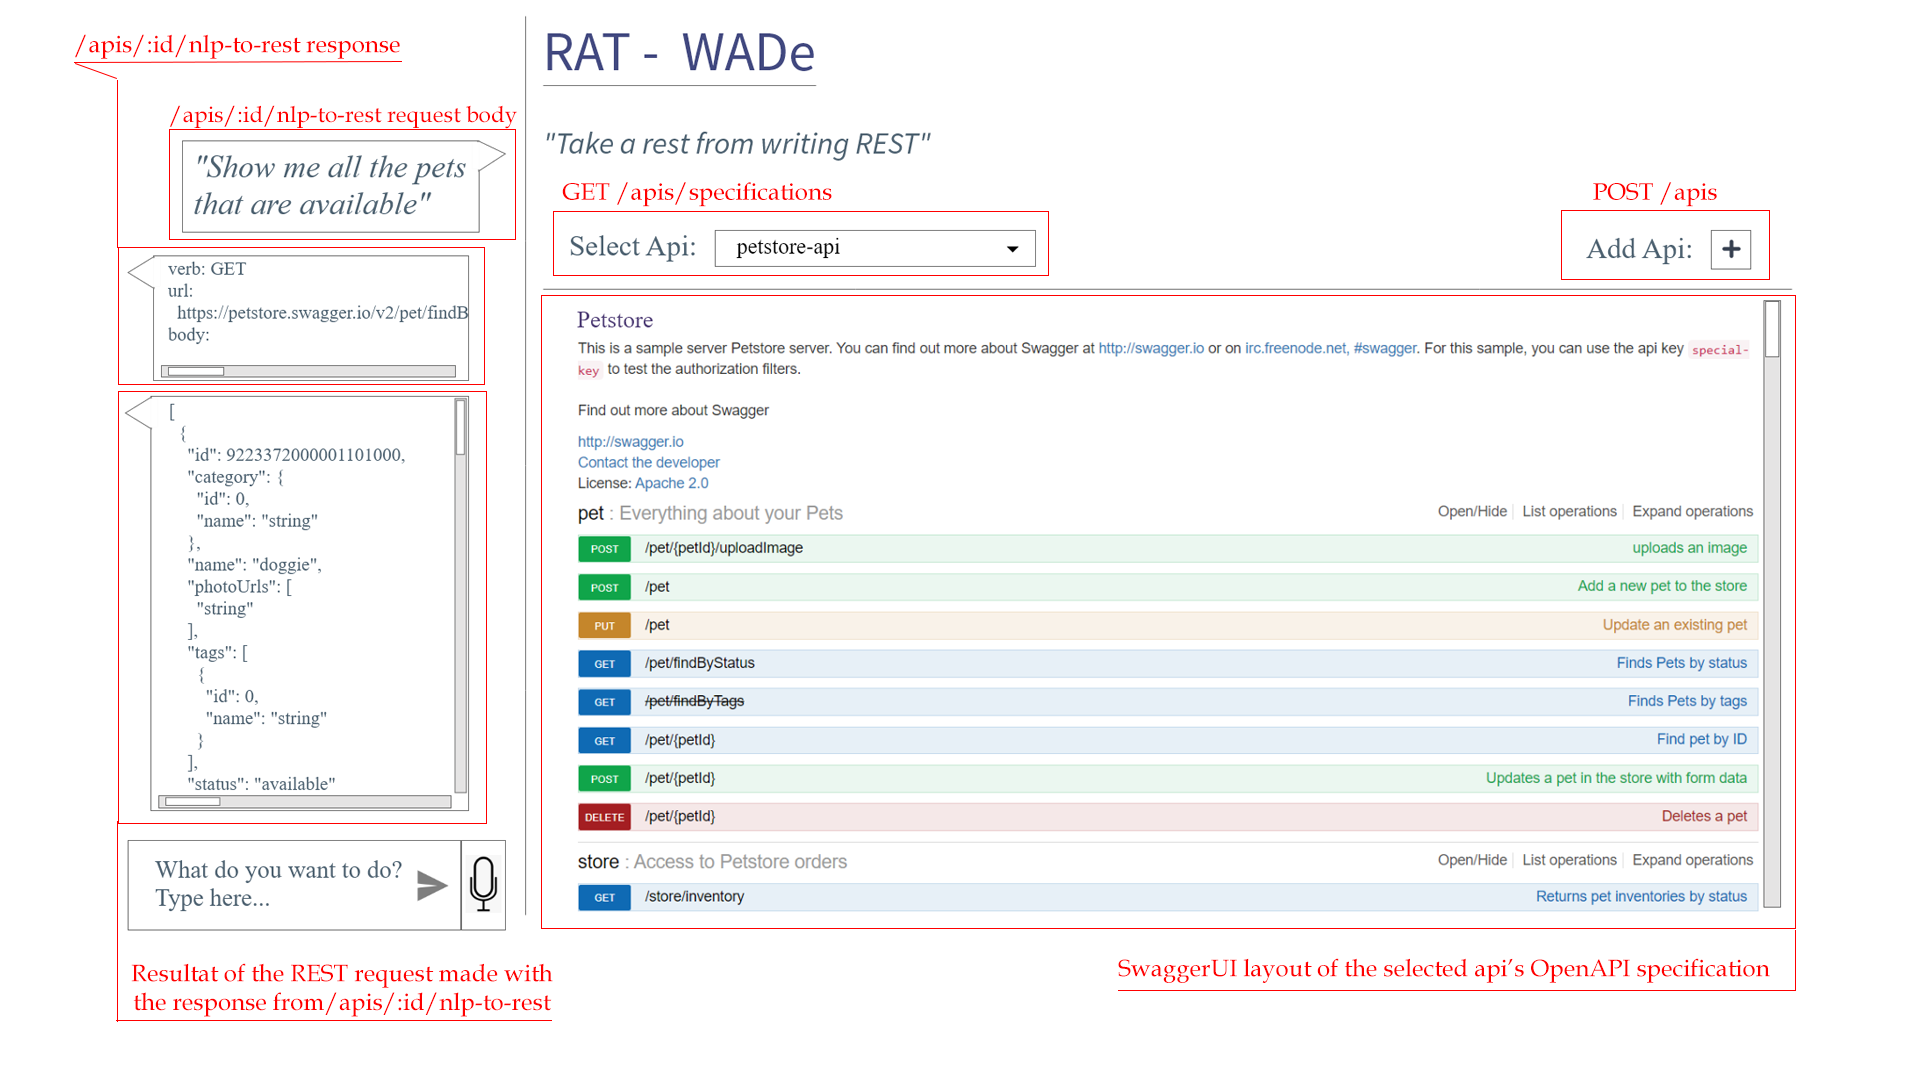 /apis/:id/nlp-to-rest response
/apis/:id/nlp-to-rest request body
"Show me all the pets
that are available"
verb: GET
url:
https://petstore.swagger.io/v2/pet/findB
body:
[
{
"id": 9223372000001101000,
"category": {
"id": 0,
"name": "string"
},
"name": "doggie",
"photoUrls": [
"string"
],
"tags": [
{
"id": 0,
"name": "string"
}
],
"status": "available"
What do you want to do?
Type here...
Resultat of the REST request made with
the response from/apis/:id/nlp-to-rest
RAT - WADe
"Take a rest from writing REST"
GET /apis/specifications
Select Api: petstore-api
POST /apis
Add Api: +
Petstore
This is a sample server Petstore server. You can find out more about Swagger at http://swagger.io or on irc.freenode.net, #swagger. For this sample, you can use the api key special-
key to test the authorization filters.
Find out more about Swagger
http://swagger.io
Contact the developer
License: Apache 2.0
pet : Everything about your Pets Open/Hide List operations Expand operations
POST /pet/{petId}/uploadImage uploads an image
POST /pet Add a new pet to the store
PUT /pet Update an existing pet
GET /pet/findByStatus Finds Pets by status
GET /pet/findByTags Finds Pets by tags
GET /pet/{petId} Find pet by ID
POST /pet/{petId} Updates a pet in the store with form data
DELETE /pet/{petId} Deletes a pet
store : Access to Petstore orders Open/Hide List operations Expand operations
GET /store/inventory Returns pet inventories by status
SwaggerUI layout of the selected api’s OpenAPI specification